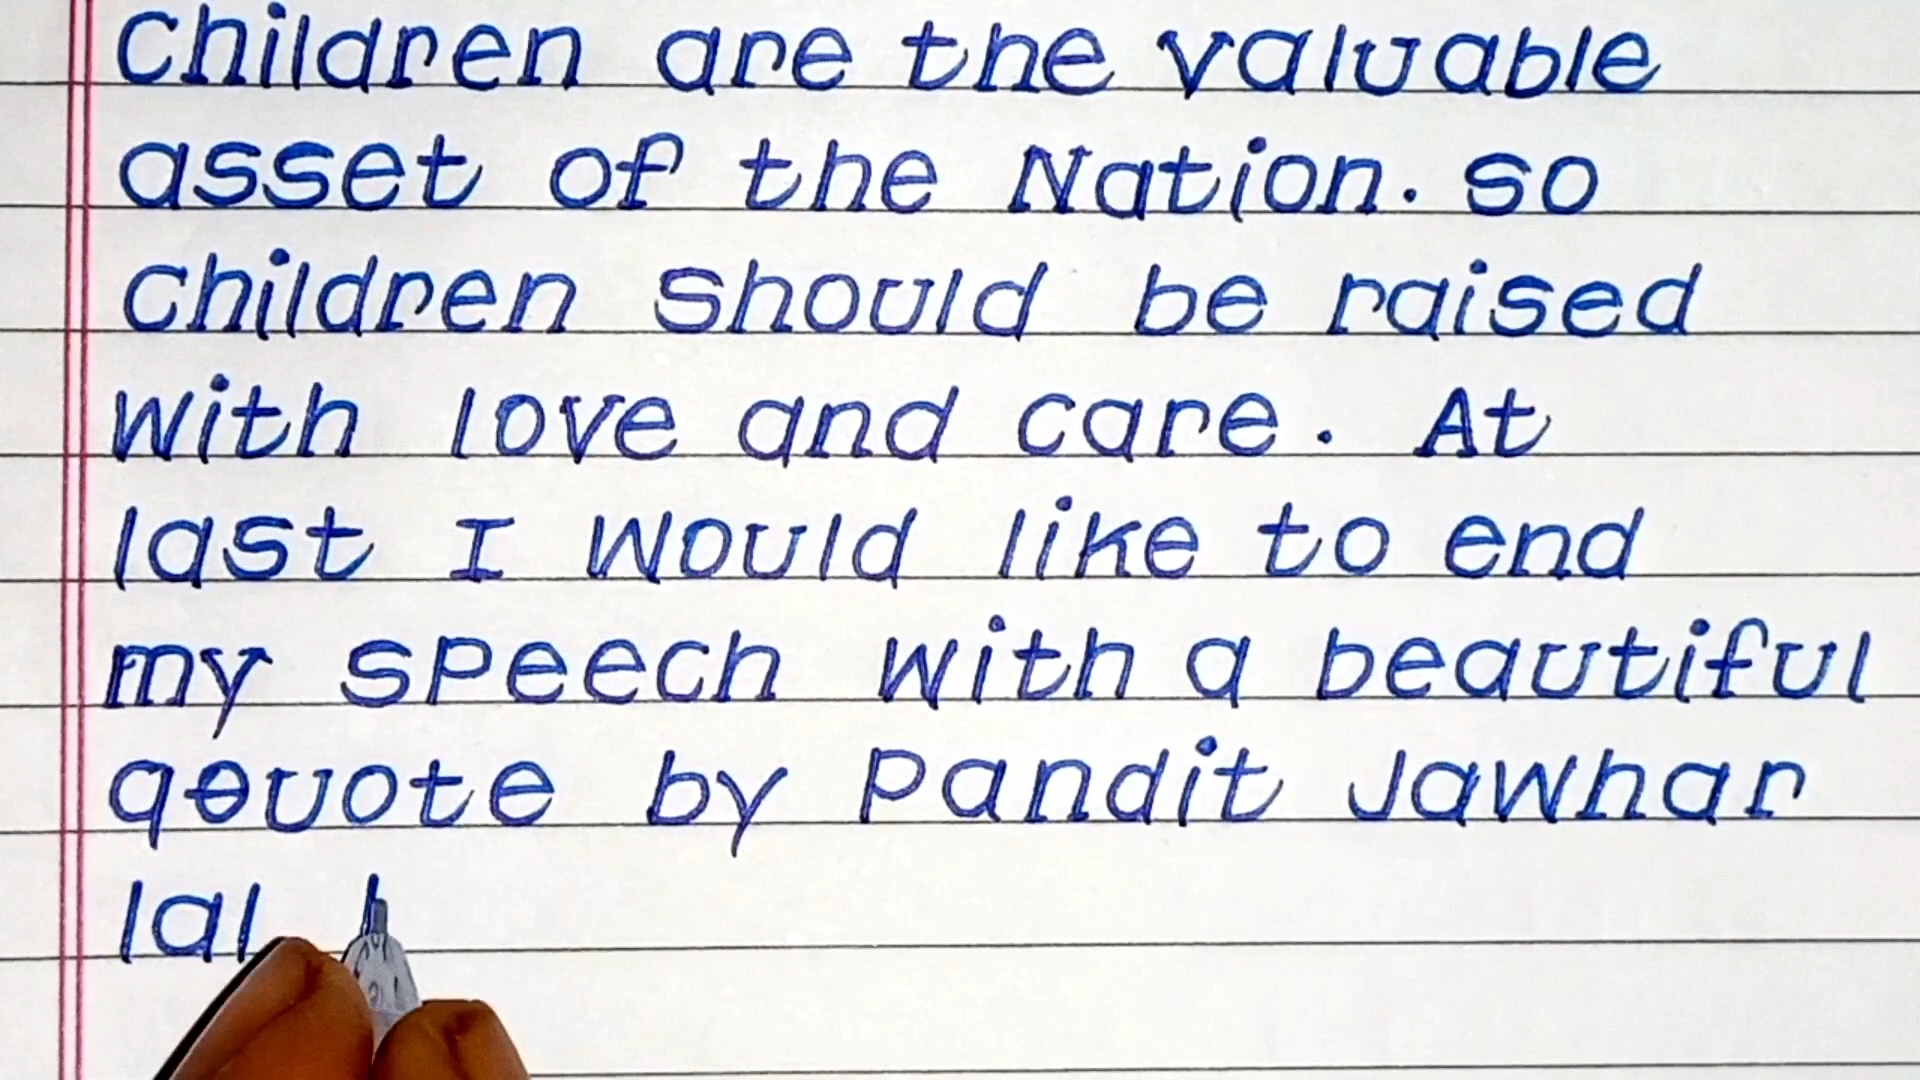 Children are the valuable
asset of the Nation. so
children should be raised
with love and care. At
last I would like to end
my speech with a beautiful
qeuote by Pandit Jawhar
lal